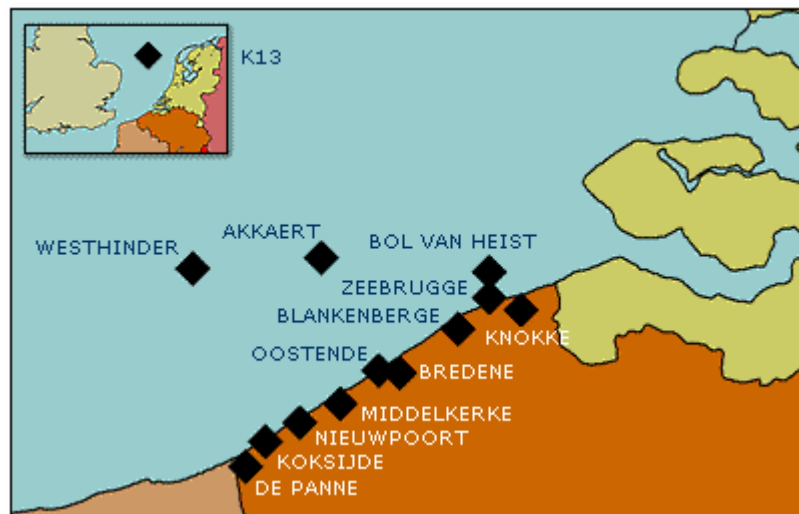 K13
AKKAERT
BOL VAN HEIST
WESTHINDER
ZEEBRUGGE
BLANKENBERGE
KNOKKE
OOSTENDE
BREDENE
MIDDELKERKE
NIEUWPOORT
KOKSIJDE
DE PANNE